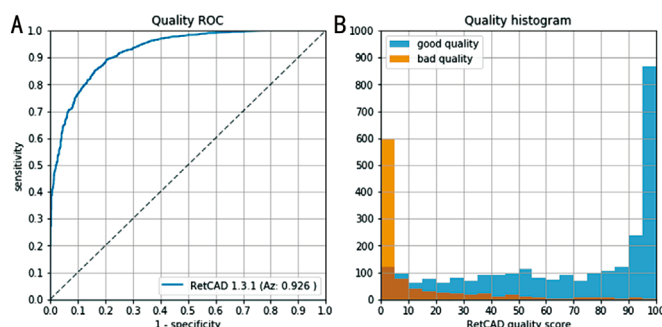 A
Quality ROC
1.0
0.9
0.8
0.7
0.6
0.5
0.4
0.3
0.2
0.1
0.0
sensitivity
RetCAD 1.3.1 (Az: 0.926 )
0.0 0.1 0.2 0.3 0.4 0.5 0.6 0.7 0.8 0.9 1.0
1 - specificity
B
Quality histogram
good quality
bad quality
1000
900
800
700
600
500
400
300
200
100
0
0 10 20 30 40 50 60 70 80 90 100
RetCAD quality score